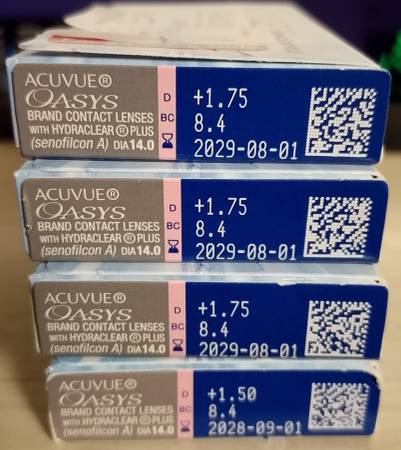 ACUVUE®
OASYS
BRAND CONTACT LENSES
WITH HYDRACLEAR® PLUS
(senofilcon A) DIA 14.0
D +1.75
BC 8.4
2029-08-01
ACUVUE®
OASYS
BRAND CONTACT LENSES
WITH HYDRACLEAR® PLUS
(senofilcon A) DIA 14.0
D +1.75
BC 8.4
2029-08-01
ACUVUE®
OASYS
BRAND CONTACT LENSES
WITH HYDRACLEAR® PLUS
(senofilcon A) DIA 14.0
D +1.75
BC 8.4
2029-08-01
ACUVUE®
OASYS
BRAND CONTACT LENSES
WITH HYDRACLEAR® PLUS
(senofilcon A) DIA 14.0
D +1.50
BC 8.4
2028-09-01